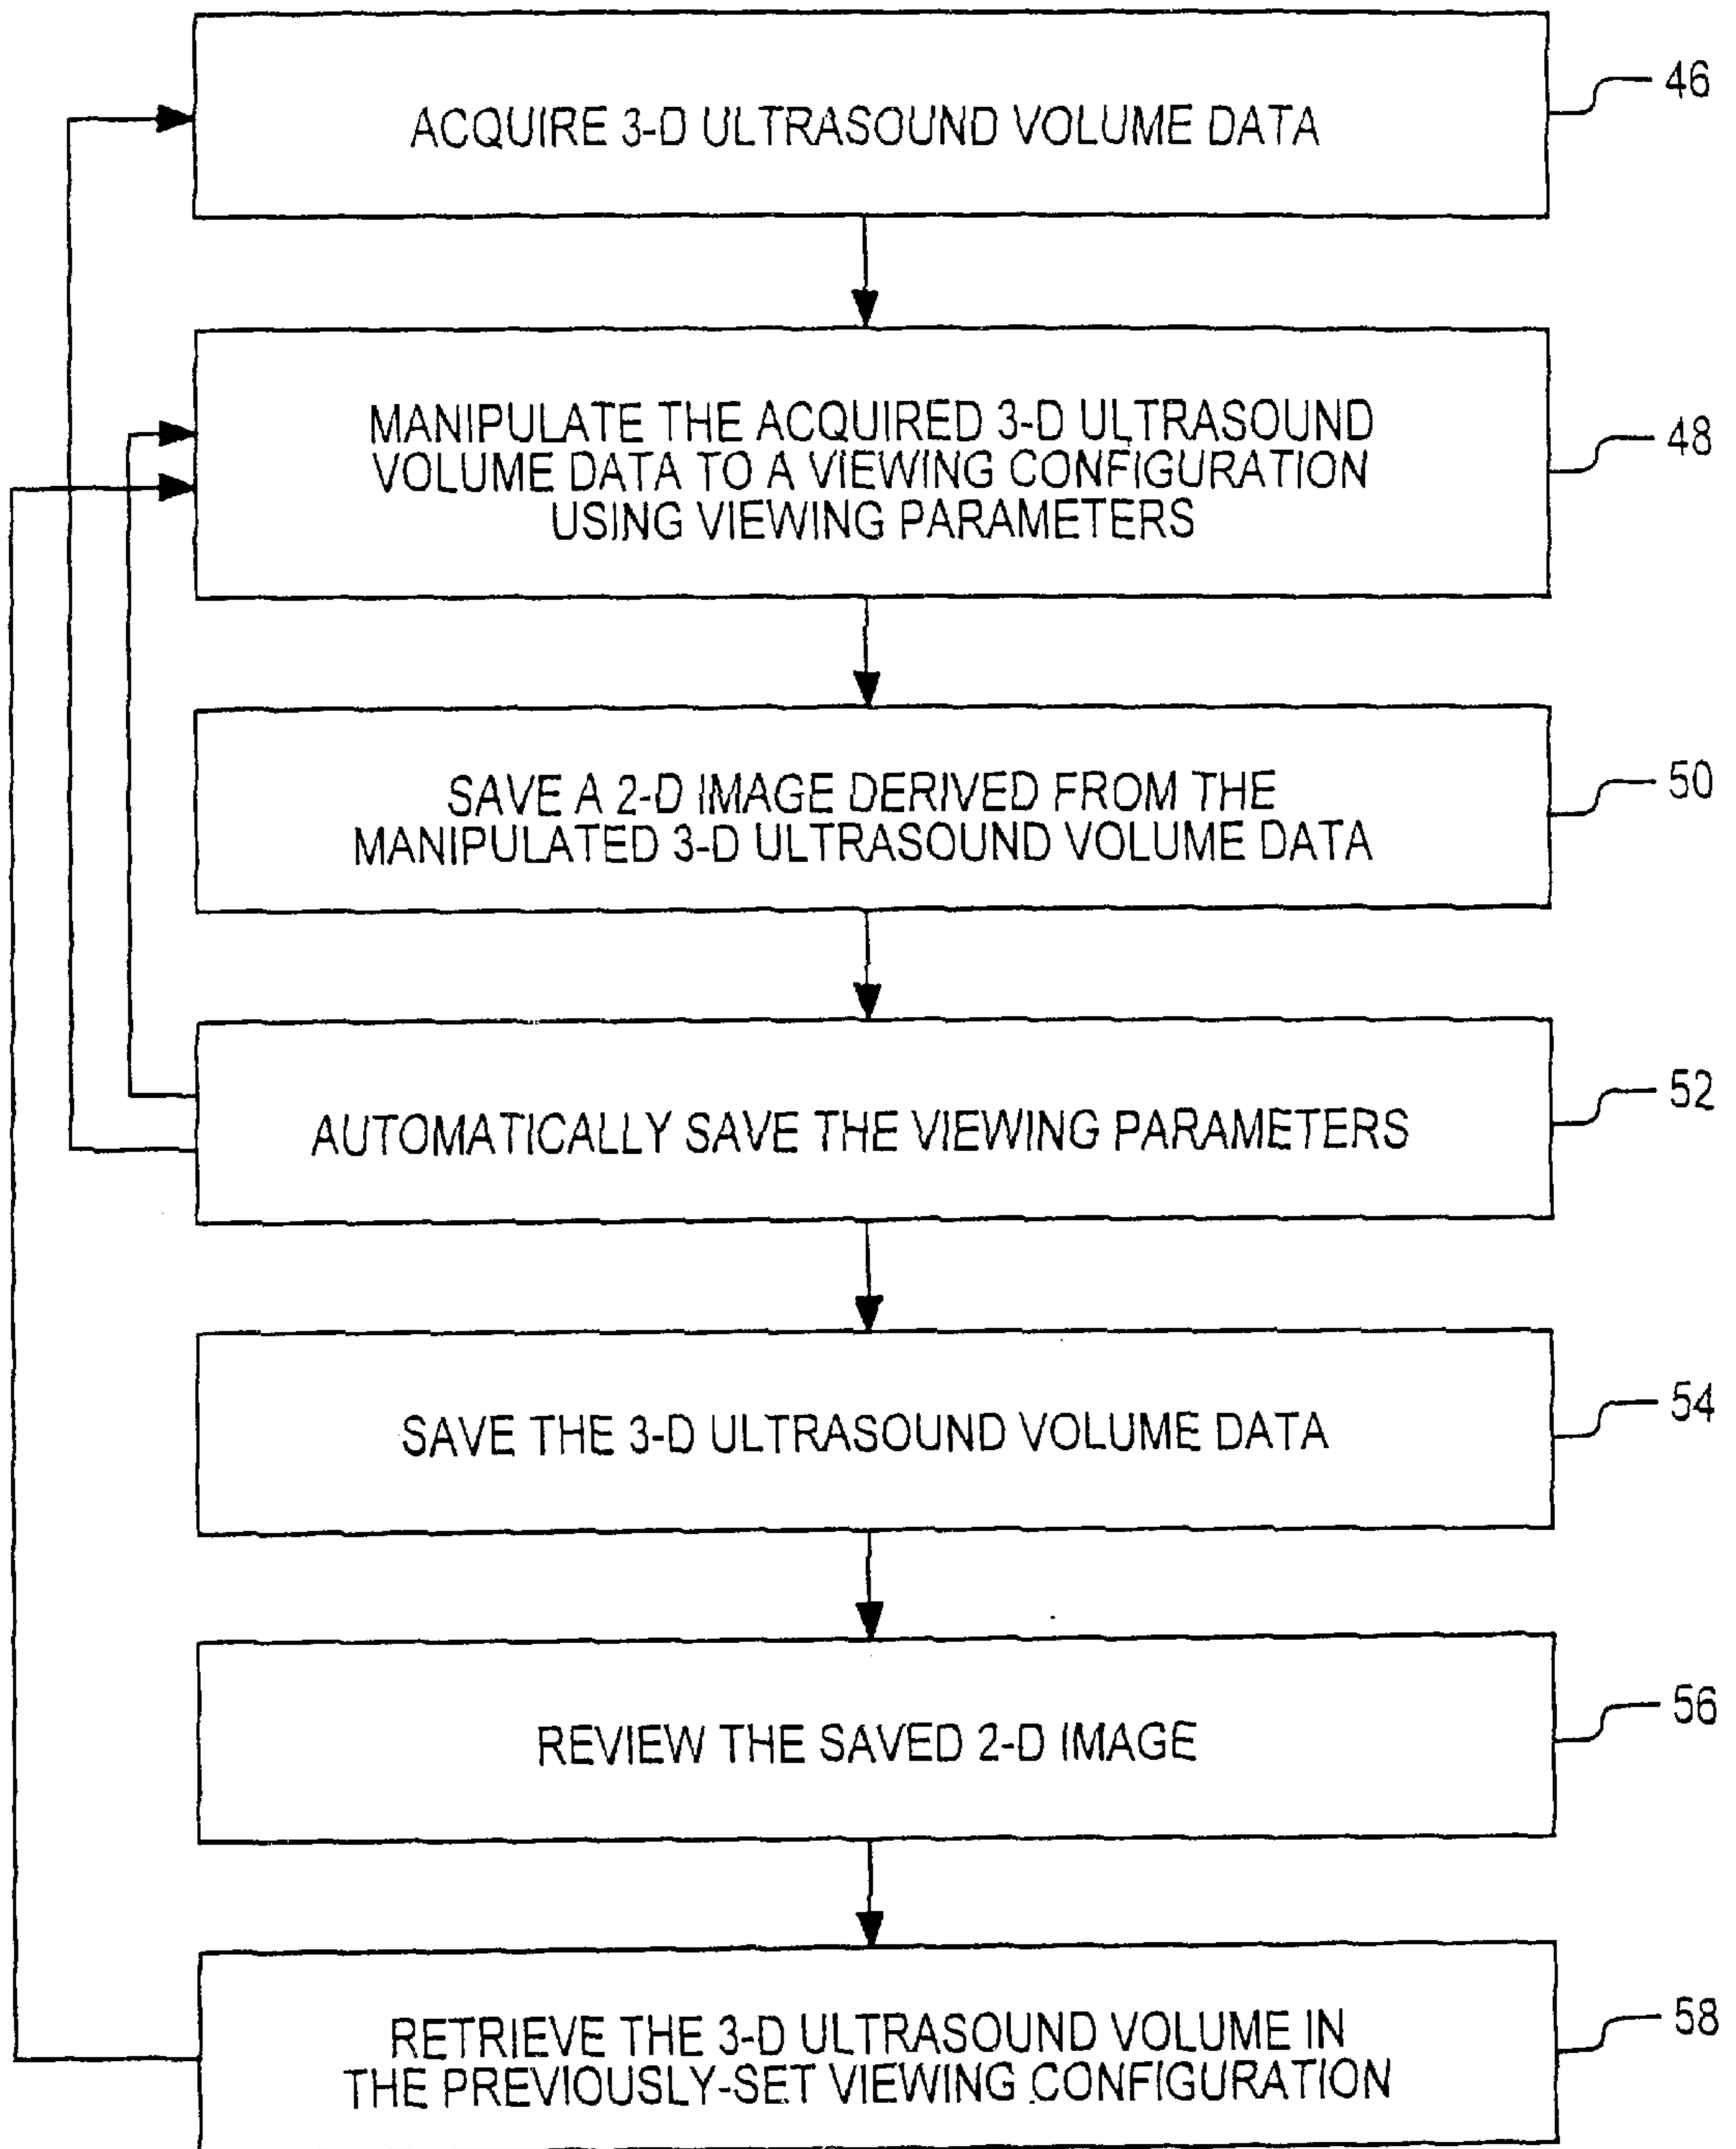 ACQUIRE 3-D ULTRASOUND VOLUME DATA
46
MANIPULATE THE ACQUIRED 3-D ULTRASOUND
VOLUME DATA TO A VIEWING CONFIGURATION
USING VIEWING PARAMETERS
48
SAVE A 2-D IMAGE DERIVED FROM THE
MANIPULATED 3-D ULTRASOUND VOLUME DATA
50
AUTOMATICALLY SAVE THE VIEWING PARAMETERS
52
SAVE THE 3-D ULTRASOUND VOLUME DATA
54
REVIEW THE SAVED 2-D IMAGE
56
RETRIEVE THE 3-D ULTRASOUND VOLUME IN
THE PREVIOUSLY-SET VIEWING CONFIGURATION
58